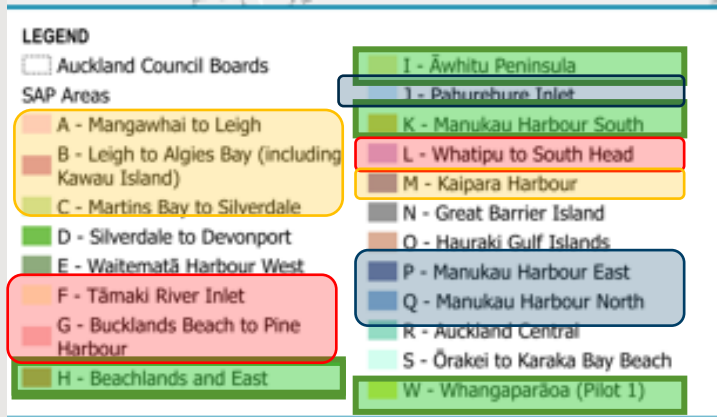 LEGEND
Auckland Council Boards
SAP Areas
A - Mangawhai to Leigh
B - Leigh to Algies Bay (including
Kawau Island)
C - Martins Bay to Silverdale
D - Silverdale to Devonport
E - Waitematā Harbour West
F - Tāmaki River Inlet
G - Bucklands Beach to Pine
Harbour
H - Beachlands and East
I - Āwhitu Peninsula
J - Pahurehure Inlet
K - Manukau Harbour South
L - Whatipu to South Head
M - Kaipara Harbour
N - Great Barrier Island
O - Hauraki Gulf Islands
P - Manukau Harbour East
Q - Manukau Harbour North
R - Auckland Central
S - Ōrakei to Karaka Bay Beach
W - Whangaparāoa (Pilot 1)